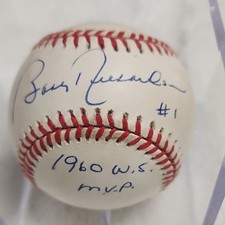 Bobby Richardson
#1
1960 W.S.
M.V.P.